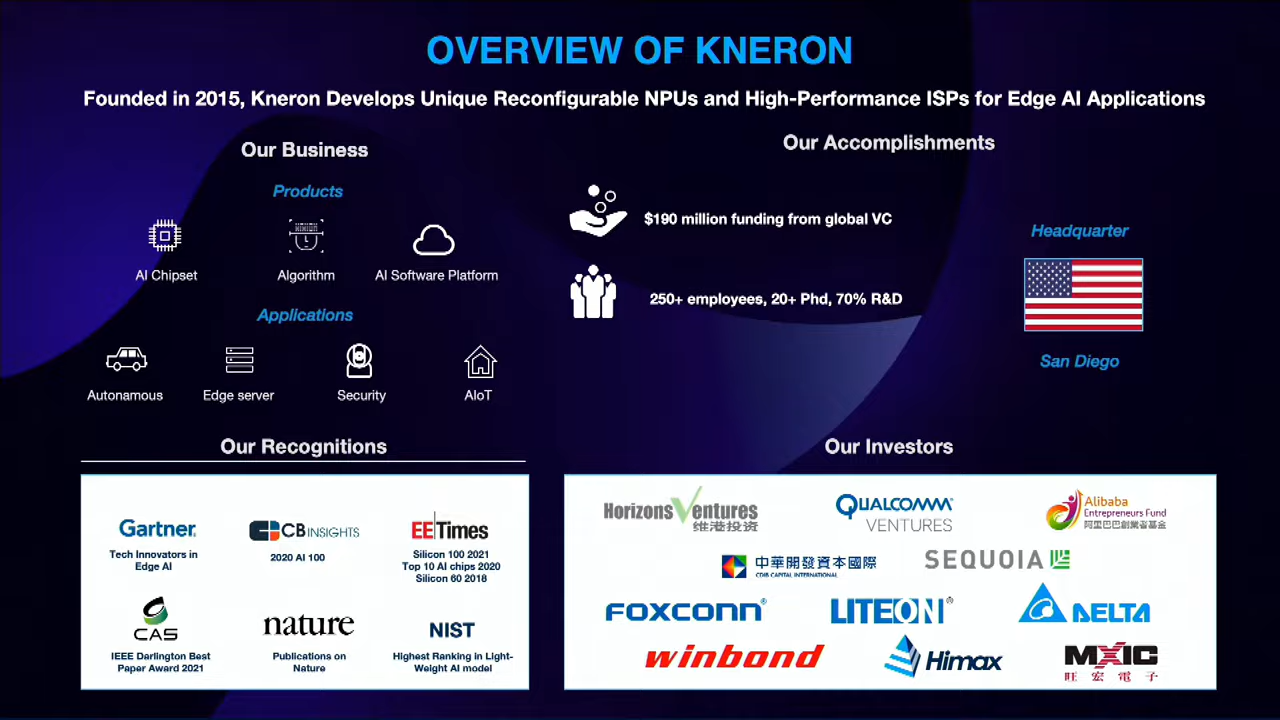 OVERVIEW OF KNERON
Founded in 2015, Kneron Develops Unique Reconfigurable NPUs and High-Performance ISPs for Edge AI Applications
Our Business
Products
AI Chipset
Algorithm
AI Software Platform
Applications
Autonamous
Edge server
Security
AIoT
Our Accomplishments
$190 million funding from global VC
250+ employees, 20+ Phd, 70% R&D
Headquarter
San Diego
Our Recognitions
Gartner
Tech Innovators in
Edge AI
CBINSIGHTS
2020 AI 100
EETimes
Silicon 100 2021
Top 10 AI chips 2020
Silicon 60 2018
CAS
IEEE Darlington Best
Paper Award 2021
nature
Publications on
Nature
NIST
Highest Ranking in Light-
Weight AI model
Our Investors
Horizons Ventures
维港投资
QUALCOMM®
VENTURES
Alibaba
Entrepreneurs Fund
阿里巴巴創業者基金
中華開發資本國際
CDIB CAPITAL INTERNATIONAL
SEQUOIA
FOXCONN®
LITEON®
DELTA
winbond
Himax
MXIC
旺宏電子